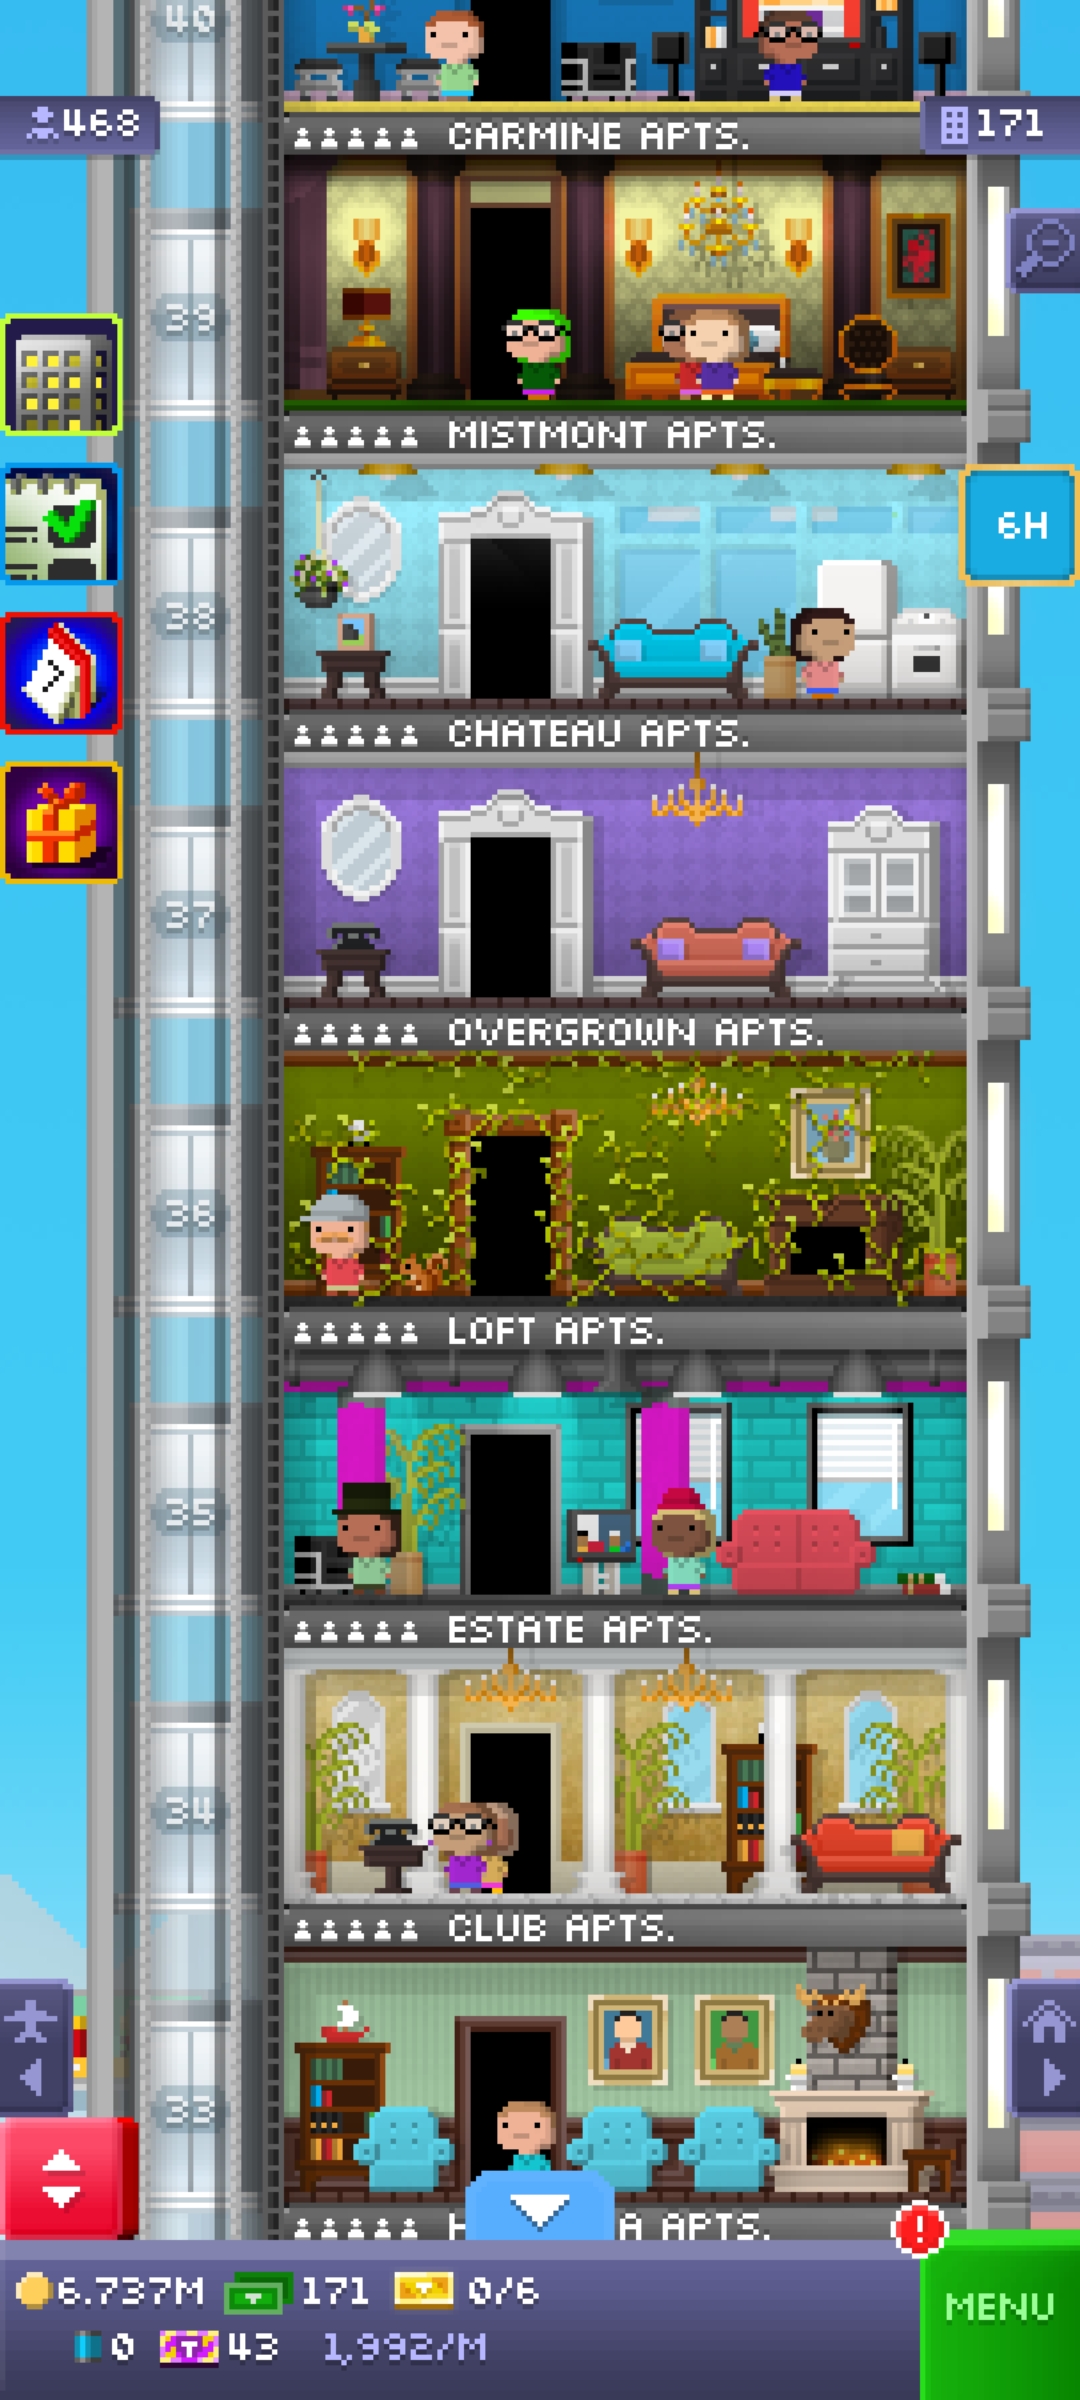 40
468
CARMINE APTS.
171
39
MISTMONT APTS.
6H
38
CHATEAU APTS.
37
OVERGROWN APTS.
36
LOFT APTS.
35
ESTATE APTS.
34
CLUB APTS.
33
A APTS.
6.737M 171 0/6
MENU
0 43 1,992/M